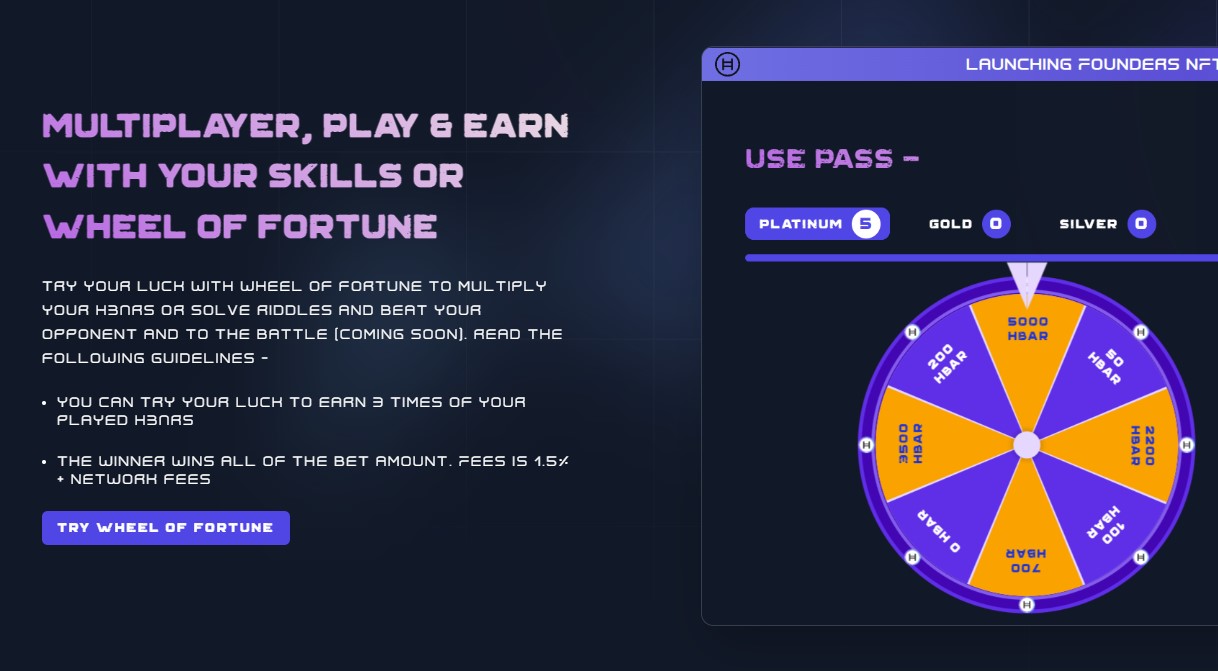 MULTIPLAYER, PLAY & EARN
WITH YOUR SKILLS OR
WHEEL OF FORTUNE
TRY YOUR LUCK WITH WHEEL OF FORTUNE TO MULTIPLY
YOUR H3NRS OR SOLVE RIDDLES AND BEAT YOUR
OPPONENT AND TO THE BATTLE (COMING SOON). READ THE
FOLLOWING GUIDELINES -
• YOU CAN TRY YOUR LUCK TO EARN 3 TIMES OF YOUR
PLAYED H3NRS
• THE WINNER WINS ALL OF THE BET AMOUNT. FEES IS 1.5%
+ NETWORK FEES
TRY WHEEL OF FORTUNE
LAUNCHING FOUNDERS NFT
USE PASS -
PLATINUM 5 GOLD 0 SILVER 0
5000
HBAR
50
HBAR
2200
HBAR
100
HBAR
700
HBAR
0 HBAR
3500
HBAR
200
HBAR